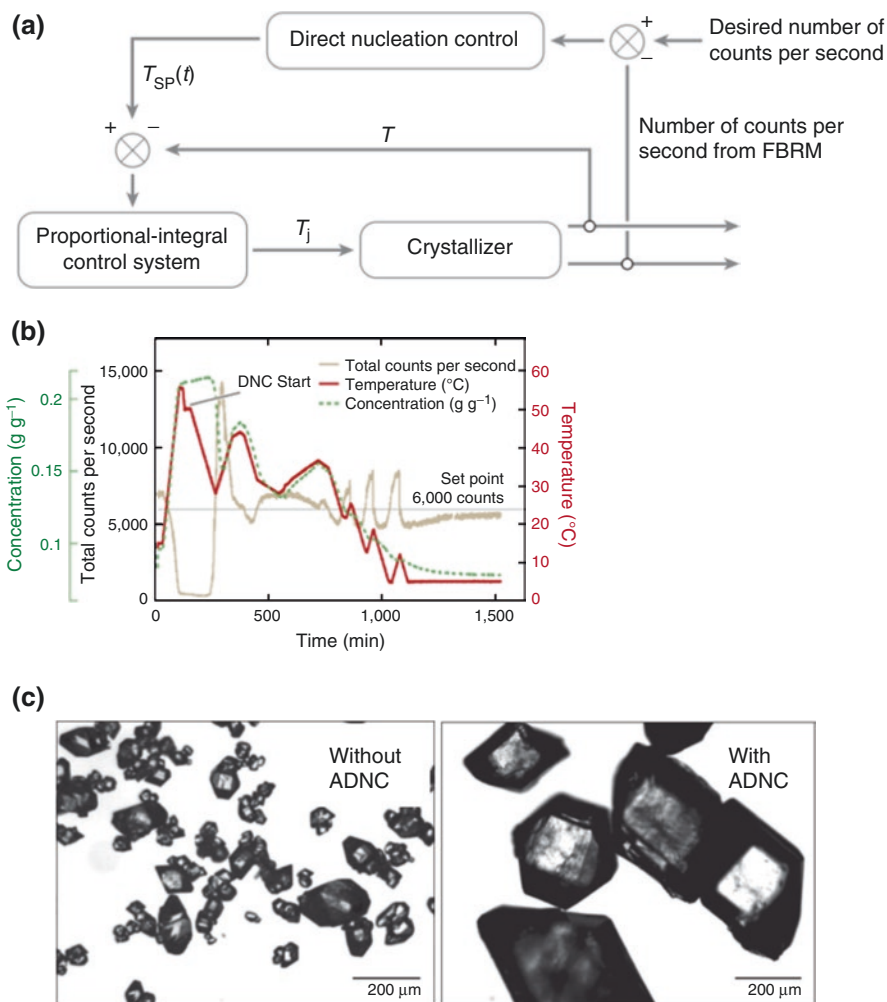 (a)
Direct nucleation control
+
−
Desired number of
counts per second
T_SP(t)
+
−
T
Number of counts per
second from FBRM
Proportional-integral
control system
T_j
Crystallizer
(b)
Concentration (g g⁻¹)
0.2
0.15
0.1
Total counts per second
15,000
10,000
5,000
0
DNC Start
Total counts per second
Temperature (°C)
Concentration (g g⁻¹)
Set point
6,000 counts
60
50
40
30
20
10
0
Temperature (°C)
0
500
1,000
1,500
Time (min)
(c)
Without
ADNC
200 μm
With
ADNC
200 μm